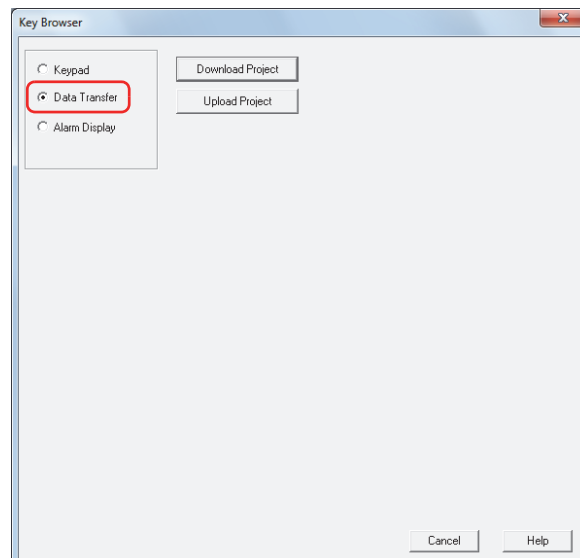 Key Browser
Keypad
Download Project
Data Transfer
Upload Project
Alarm Display
Cancel
Help